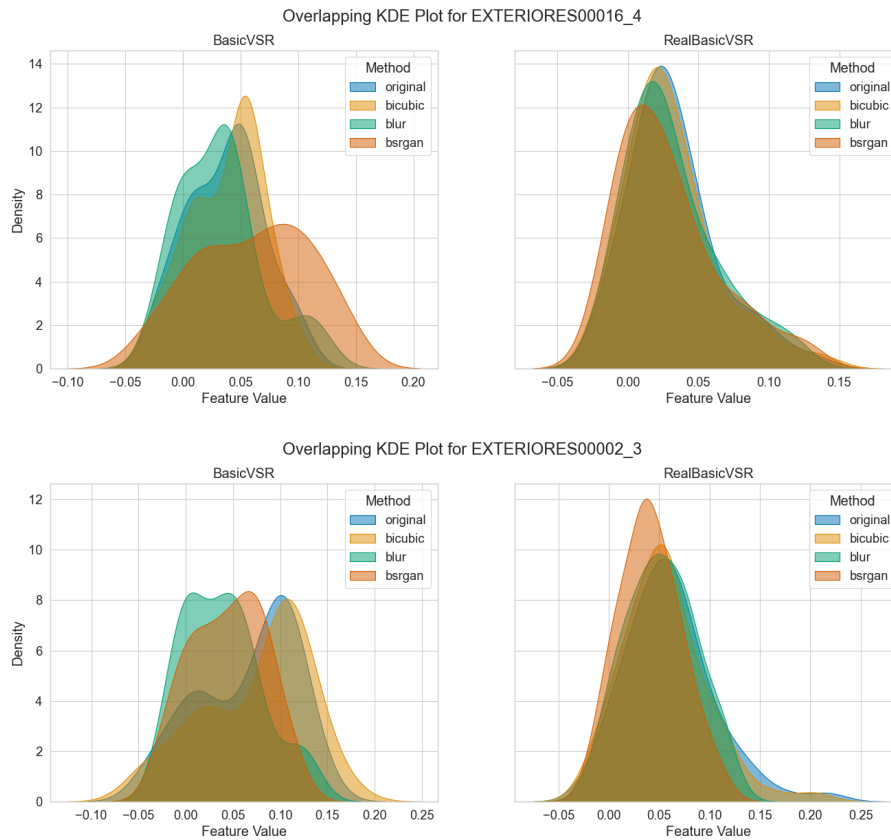 Overlapping KDE Plot for EXTERIORES00016_4
BasicVSR
RealBasicVSR
Method
original
bicubic
blur
bsrgan
Method
original
bicubic
blur
bsrgan
Density
14
12
10
8
6
4
2
0
−0.10 −0.05 0.00 0.05 0.10 0.15 0.20
−0.05 0.00 0.05 0.10 0.15
Feature Value
Feature Value
Overlapping KDE Plot for EXTERIORES00002_3
BasicVSR
RealBasicVSR
Method
original
bicubic
blur
bsrgan
Method
original
bicubic
blur
bsrgan
Density
12
10
8
6
4
2
0
−0.10 −0.05 0.00 0.05 0.10 0.15 0.20 0.25
−0.05 0.00 0.05 0.10 0.15 0.20 0.25
Feature Value
Feature Value